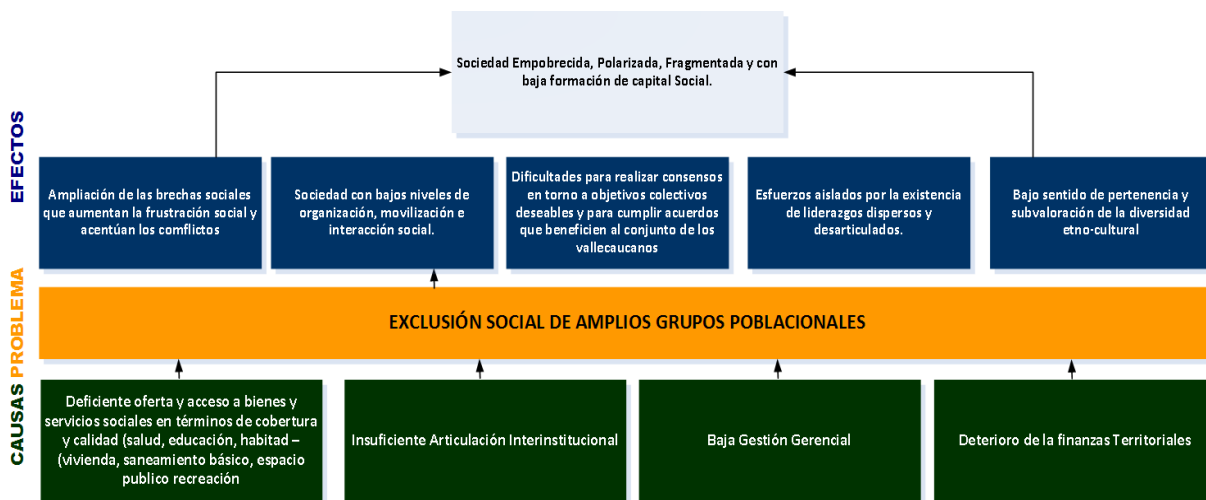 Sociedad Empobrecida, Polarizada, Fragmentada y con
baja formación de capital Social.
EFECTOS
Ampliación de las brechas sociales
que aumentan la frustración social y
acentúan los conflictos
Sociedad con bajos niveles de
organización, movilización e
interacción social.
Dificultades para realizar consensos
en torno a objetivos colectivos
deseables y para cumplir acuerdos
que beneficien al conjunto de los
vallecaucanos
Esfuerzos aislados por la existencia
de liderazgos dispersos y
desarticulados.
Bajo sentido de pertenencia y
subvaloración de la diversidad
etno-cultural
PROBLEMA
EXCLUSIÓN SOCIAL DE AMPLIOS GRUPOS POBLACIONALES
CAUSAS
Deficiente oferta y acceso a bienes y
servicios sociales en términos de cobertura
y calidad (salud, educación, habitad –
(vivienda, saneamiento básico, espacio
publico recreación
Insuficiente Articulación Interinstitucional
Baja Gestión Gerencial
Deterioro de la finanzas Territoriales